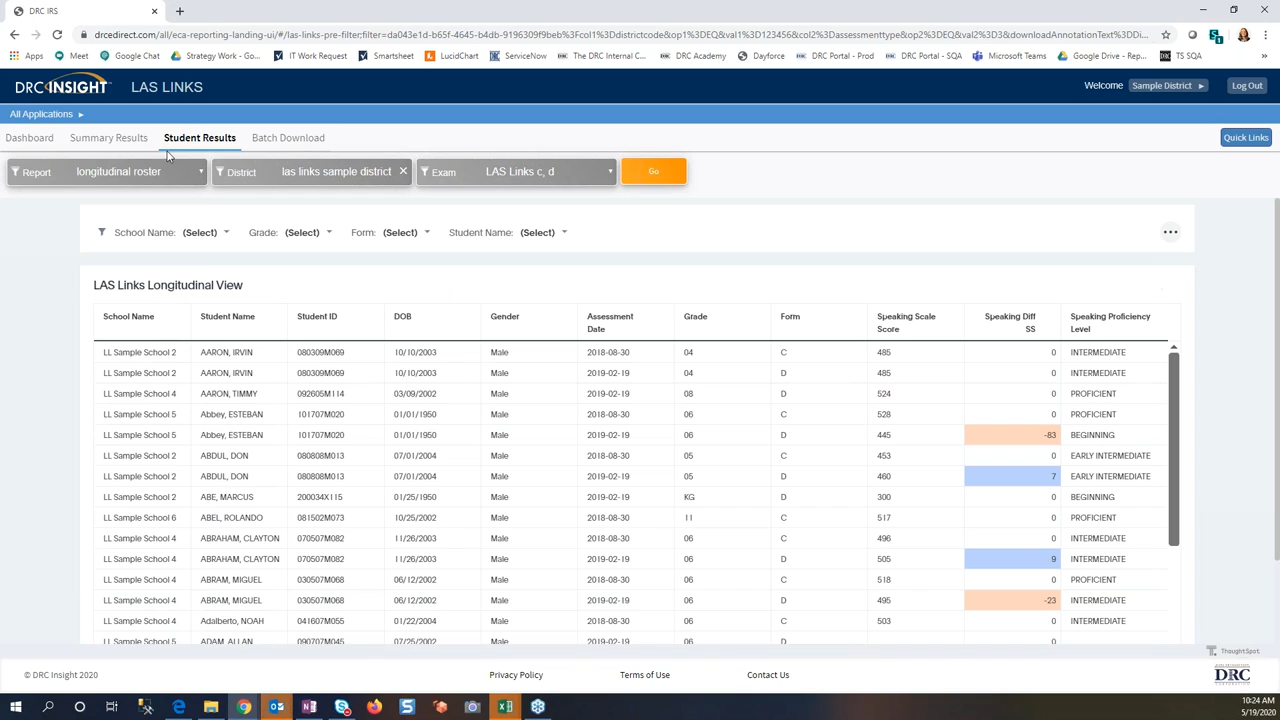 DRC IRS
drcedirect.com/all/eca-reporting-landing-ui/#/las-links-pre-filter;filter=da043e1d-b65f-4645-b4db-9196309f9beb%3Fcol1%3Ddistrictcode&op1%3DEQ&val1%3D123456&col2%3Dassessmenttype&op2%3DEQ&val2%3D3&downloadAnnotationText%3DDi...
Apps Meet Google Chat Strategy Work - Go... IT Work Request Smartsheet LucidChart ServiceNow The DRC Internal C... DRC Academy Dayforce DRC Portal - Prod DRC Portal - SQA Microsoft Teams Google Drive - Rep... TS SQA
DRC INSIGHT LAS LINKS Welcome Sample District Log Out
All Applications
Dashboard Summary Results Student Results Batch Download Quick Links
Report longitudinal roster District las links sample district Exam LAS Links c, d Go
School Name: (Select) Grade: (Select) Form: (Select) Student Name: (Select)
LAS Links Longitudinal View
School Name Student Name Student ID DOB Gender Assessment Date Grade Form Speaking Scale Score Speaking Diff SS Speaking Proficiency Level
LL Sample School 2 AARON, IRVIN 080309M069 10/10/2003 Male 2018-08-30 04 C 485 0 INTERMEDIATE
LL Sample School 2 AARON, IRVIN 080309M069 10/10/2003 Male 2019-02-19 04 D 485 0 INTERMEDIATE
LL Sample School 4 AARON, TIMMY 092605M114 03/09/2002 Male 2019-02-19 08 D 524 0 PROFICIENT
LL Sample School 5 Abbey, ESTEBAN 101707M020 01/01/1950 Male 2018-08-30 06 C 528 0 PROFICIENT
LL Sample School 5 Abbey, ESTEBAN 101707M020 01/01/1950 Male 2019-02-19 06 D 445 -83 BEGINNING
LL Sample School 2 ABDUL, DON 080808M013 07/01/2004 Male 2018-08-30 05 C 453 0 EARLY INTERMEDIATE
LL Sample School 2 ABDUL, DON 080808M013 07/01/2004 Male 2019-02-19 05 D 460 7 EARLY INTERMEDIATE
LL Sample School 2 ABE, MARCUS 200034X115 01/25/1950 Male 2019-02-19 KG D 300 0 BEGINNING
LL Sample School 6 ABEL, ROLANDO 081502M073 10/25/2002 Male 2018-08-30 11 C 517 0 PROFICIENT
LL Sample School 4 ABRAHAM, CLAYTON 070507M082 11/26/2003 Male 2018-08-30 06 C 496 0 INTERMEDIATE
LL Sample School 4 ABRAHAM, CLAYTON 070507M082 11/26/2003 Male 2019-02-19 06 D 505 9 INTERMEDIATE
LL Sample School 4 ABRAM, MIGUEL 030507M068 06/12/2002 Male 2018-08-30 06 C 518 0 PROFICIENT
LL Sample School 4 ABRAM, MIGUEL 030507M068 06/12/2002 Male 2019-02-19 06 D 495 -23 INTERMEDIATE
LL Sample School 4 Adalberto, NOAH 041607M055 01/22/2004 Male 2018-08-30 06 C 503 0 INTERMEDIATE
LL Sample School 5 ADAM, ALLAN 090707M045 07/25/2002 Male 2019-02-19 06 D 0
ThoughtSpot
© DRC Insight 2020 Privacy Policy Terms of Use Contact Us DRC
10:24 AM
5/19/2020